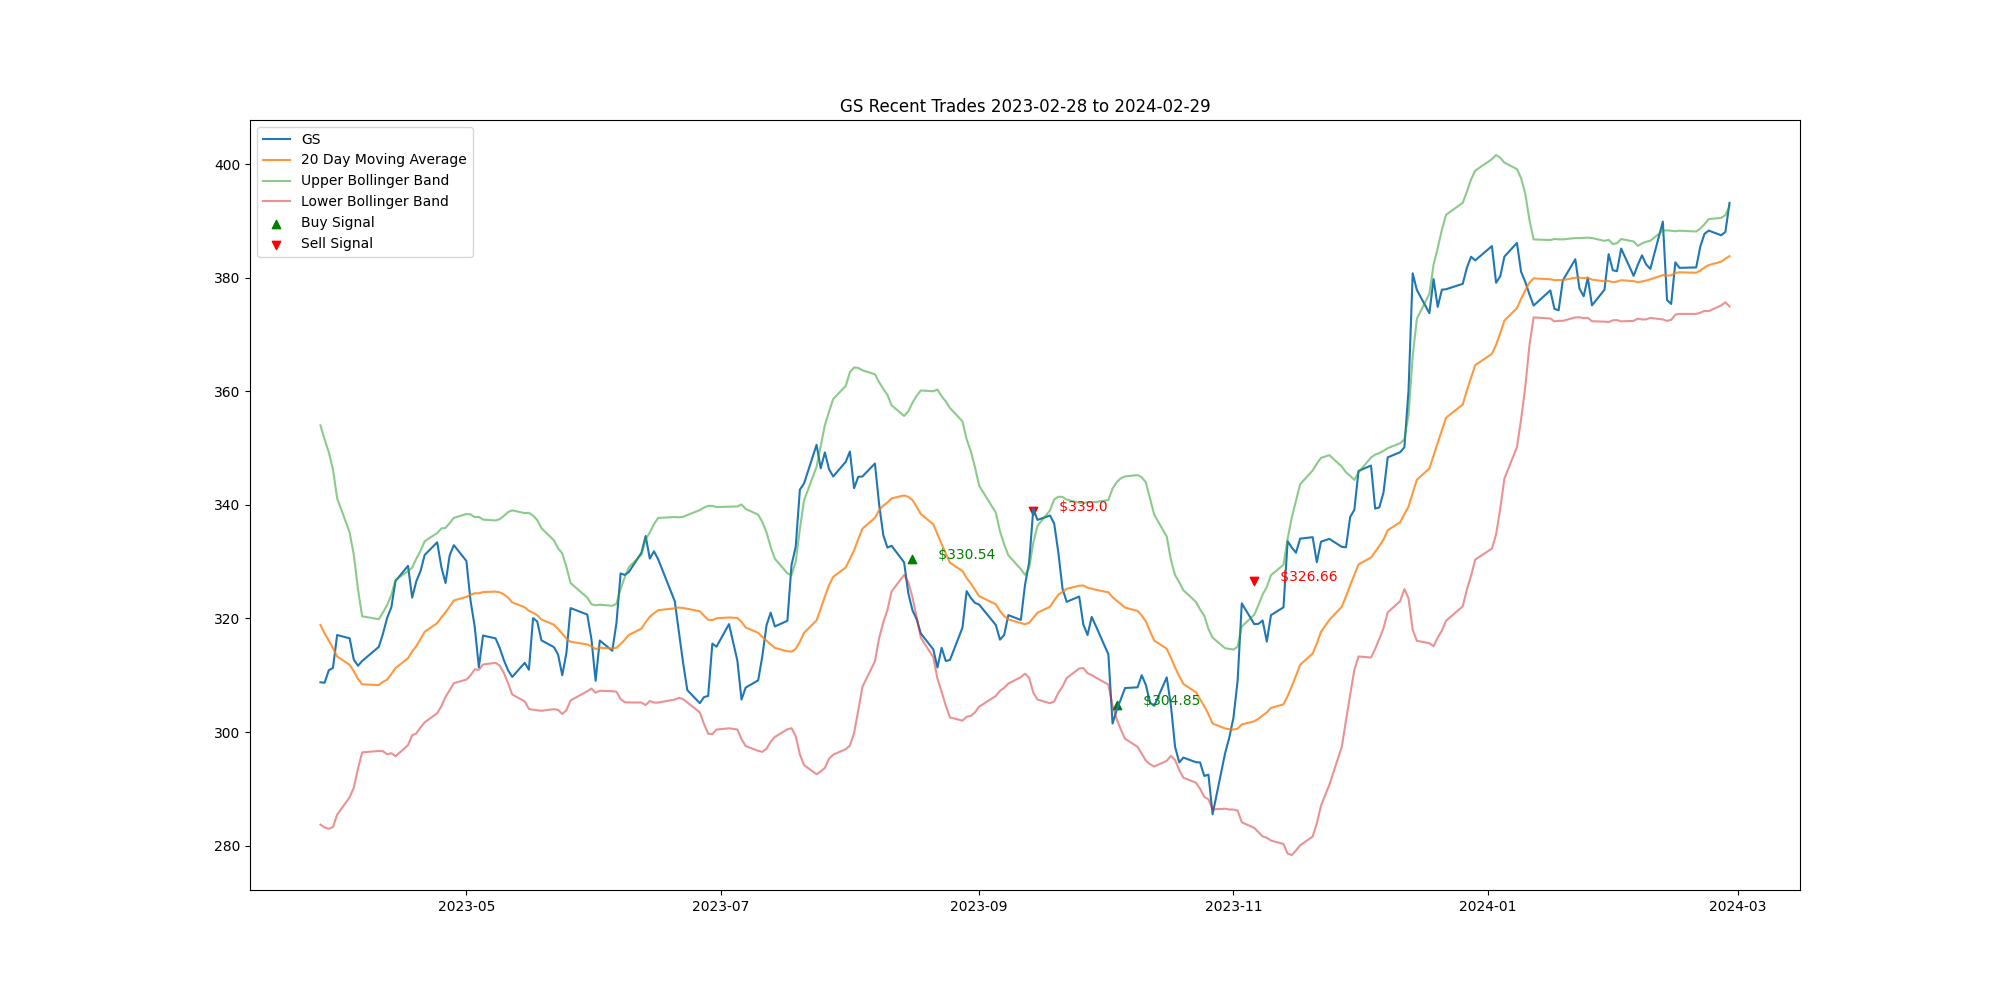 GS Recent Trades 2023-02-28 to 2024-02-29
GS
20 Day Moving Average
Upper Bollinger Band
Lower Bollinger Band
Buy Signal
Sell Signal
400
380
360
340
320
300
280
$339.0
$330.54
$326.66
$304.85
2023-05
2023-07
2023-09
2023-11
2024-01
2024-03